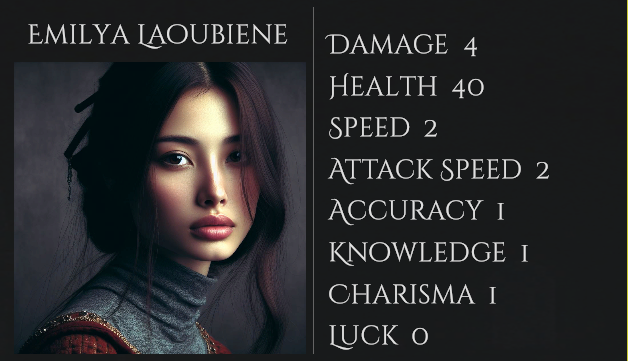 Emilya Laoubiene
Damage 4
Health 40
Speed 2
Attack Speed 2
Accuracy 1
Knowledge 1
Charisma 1
Luck 0